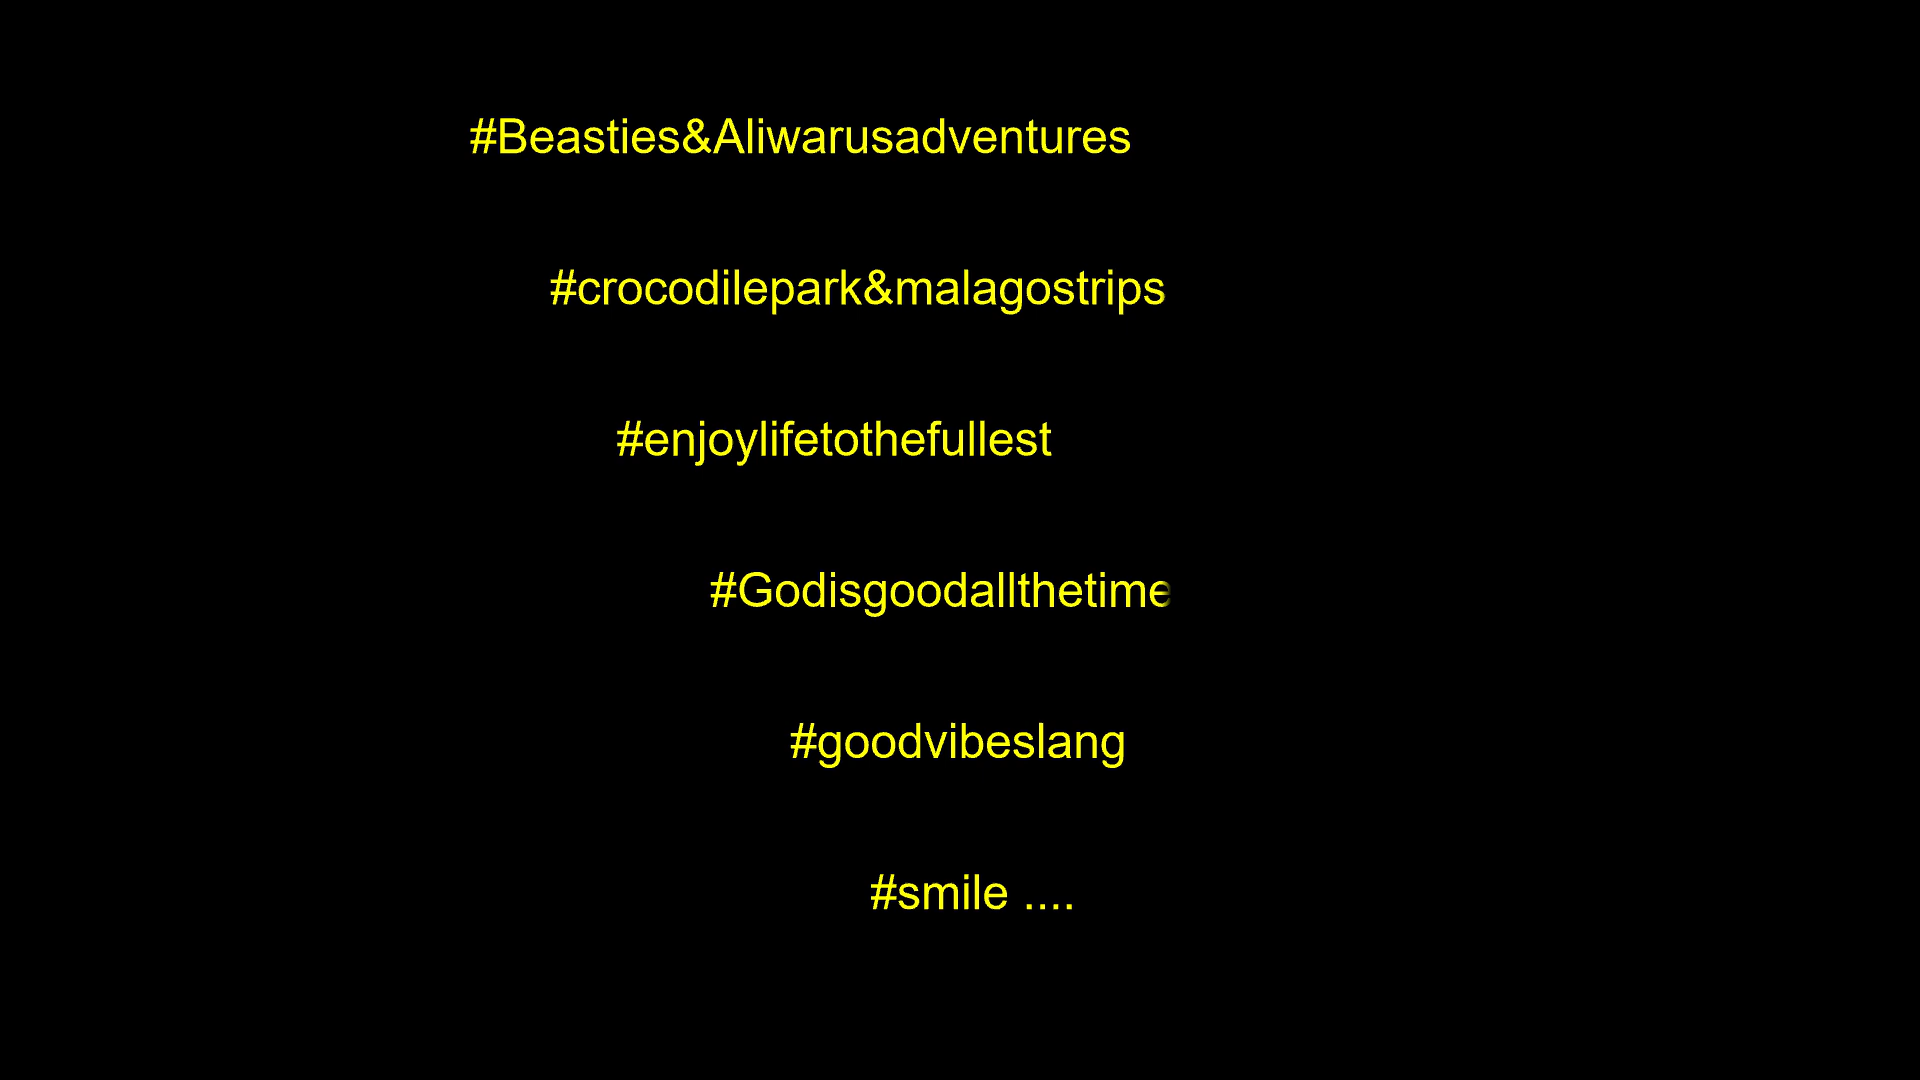 #Beasties&Aliwarusadventures
#crocodilepark&malagostrips
#enjoylifetothefullest
#Godisgoodallthetime
#goodvibeslang
#smile ....